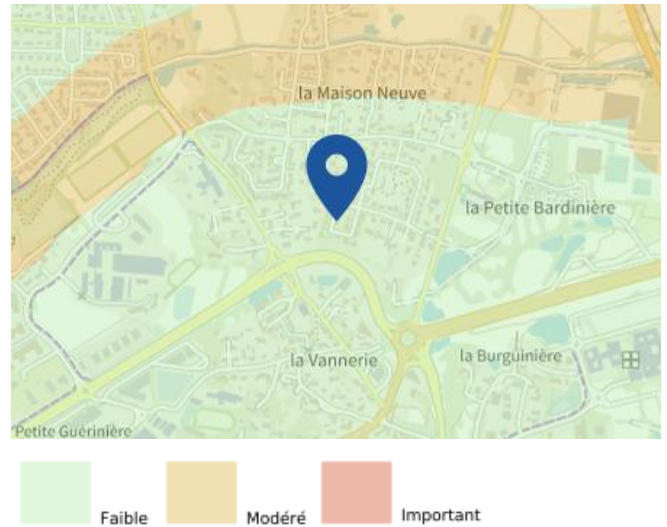 la Maison Neuve
la Petite Bardinière
la Vannerie
la Burguinière
Petite Guérinière
Faible
Modéré
Important